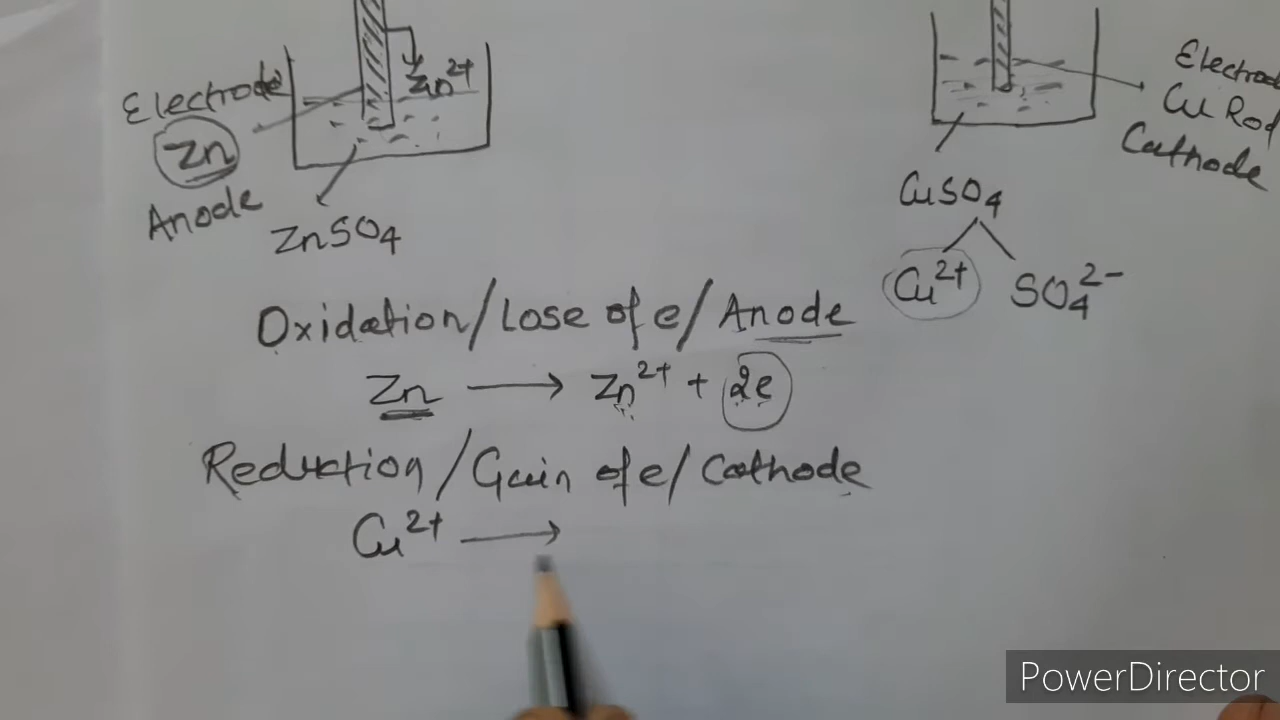 Electrode
Zn
Anode
Zn²⁺
ZnSO₄
Electrod
Cu Rod
Cathode
CuSO₄
Cu²⁺ SO₄²⁻
Oxidation/Lose of e/Anode
Zn → Zn²⁺ + 2e
Reduction/Gain of e/Cathode
Cu²⁺ →
PowerDirector